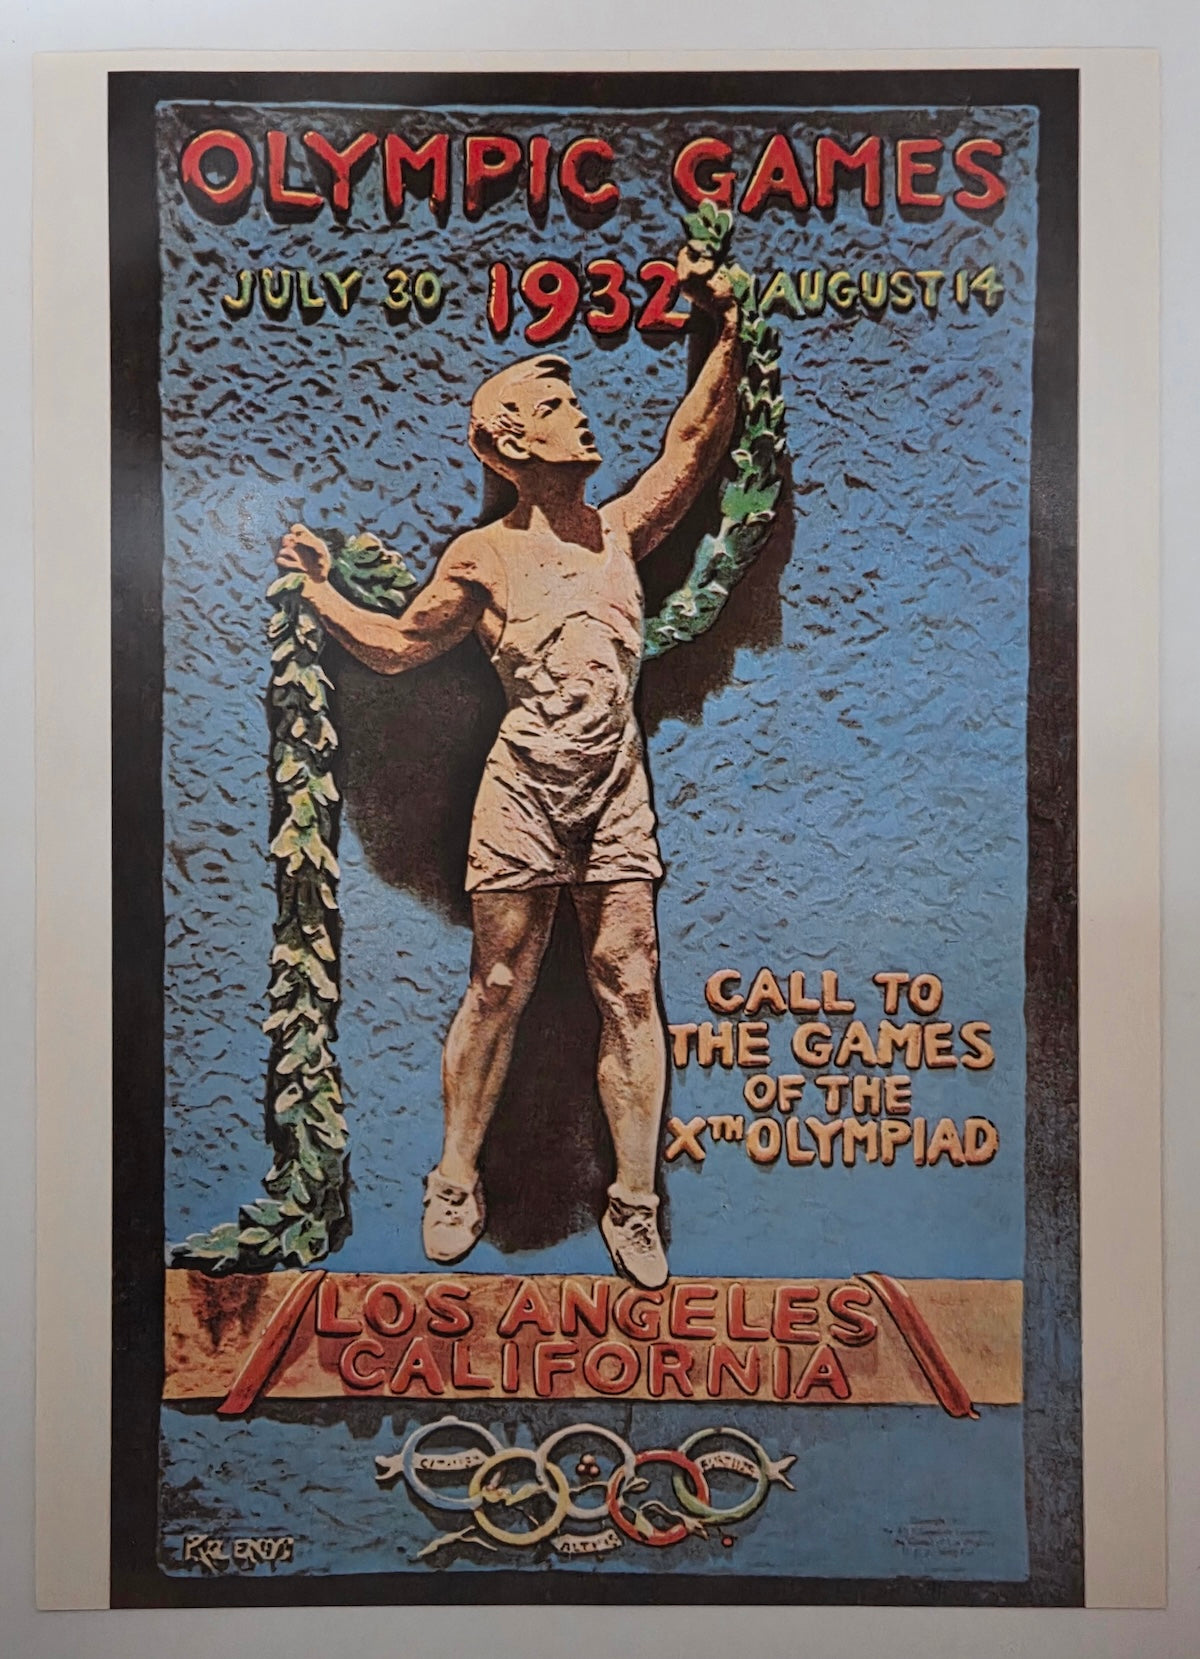 OLYMPIC GAMES
JULY 30 1932 AUGUST 14
CALL TO
THE GAMES
OF THE
XTH OLYMPIAD
LOS ANGELES
CALIFORNIA